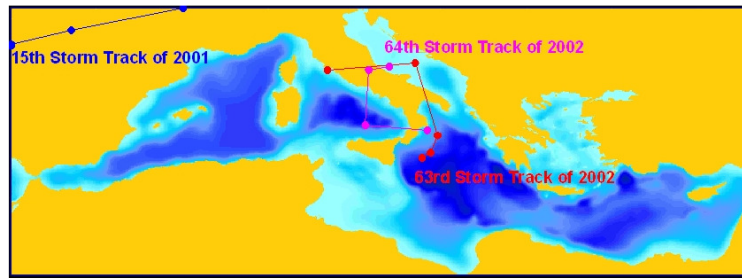 64th Storm Track of 2002
15th Storm Track of 2001
63rd Storm Track of 2002